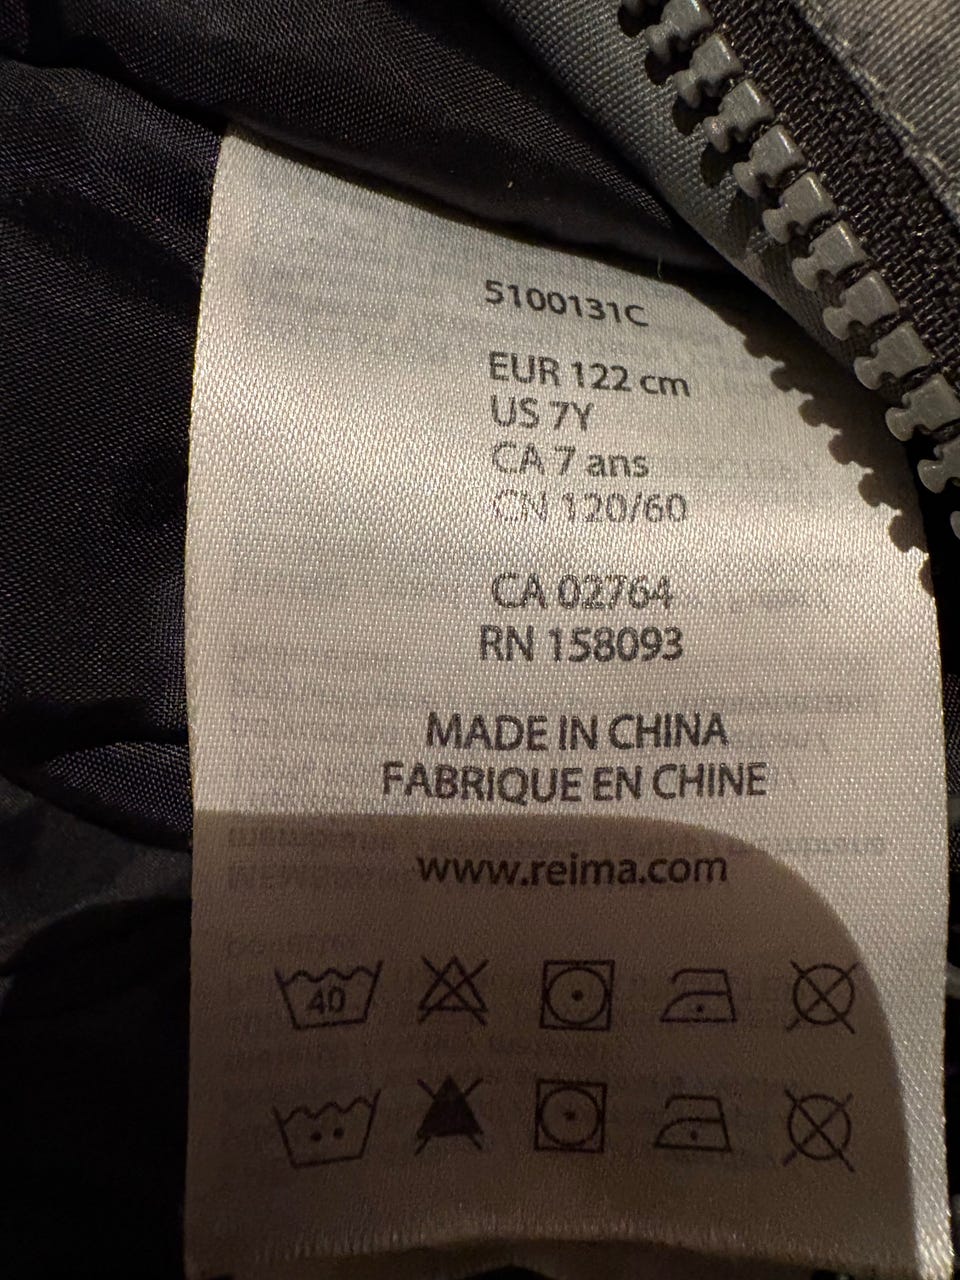 5100131C
EUR 122 cm
US 7Y
CA 7 ans
CN 120/60
CA 02764
RN 158093
MADE IN CHINA
FABRIQUE EN CHINE
www.reima.com
40